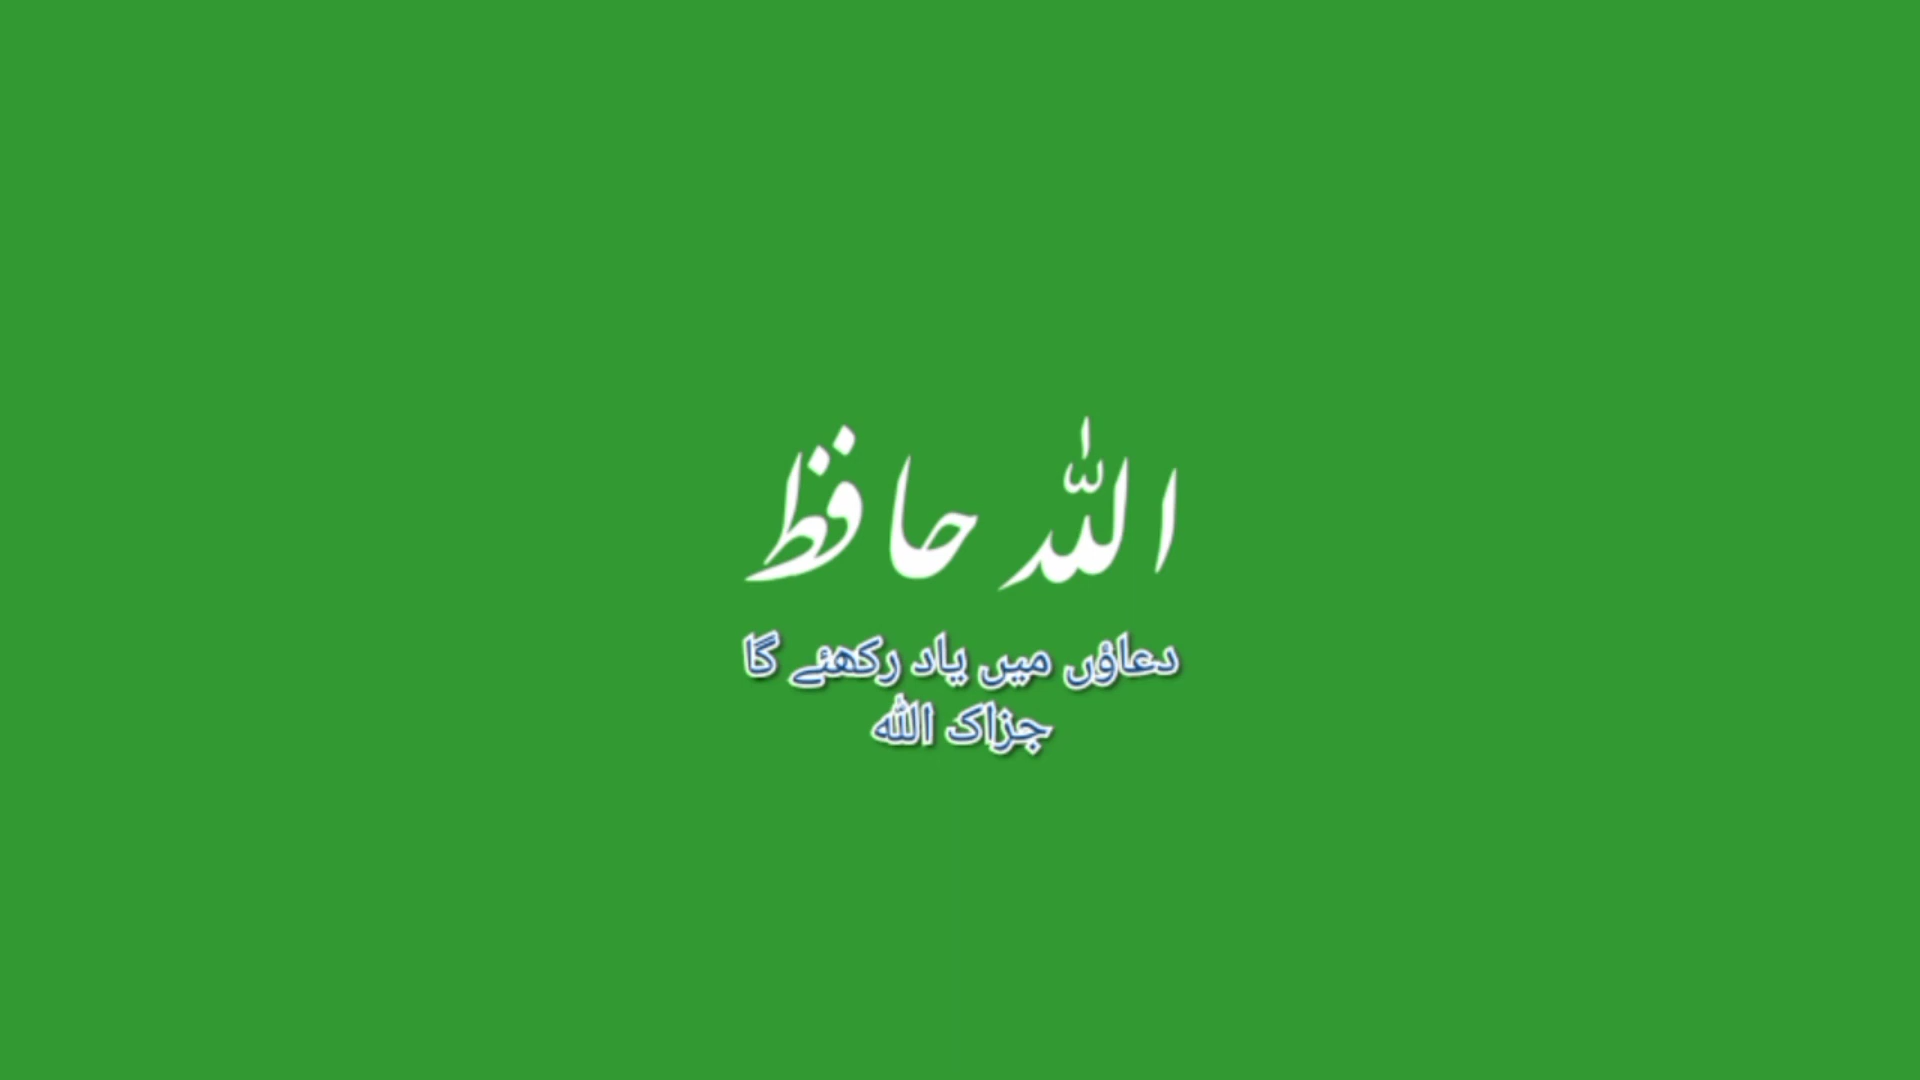 اللہ حافظ
دعاؤں میں یاد رکھئے گا
جزاک اللہ